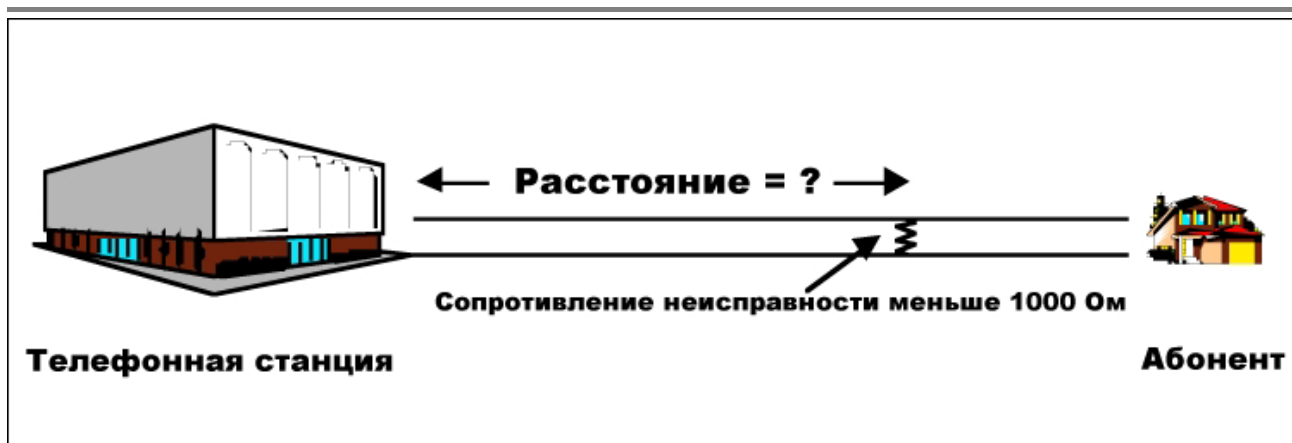 Расстояние = ?
Сопротивление неисправности меньше 1000 Ом
Телефонная станция
Абонент